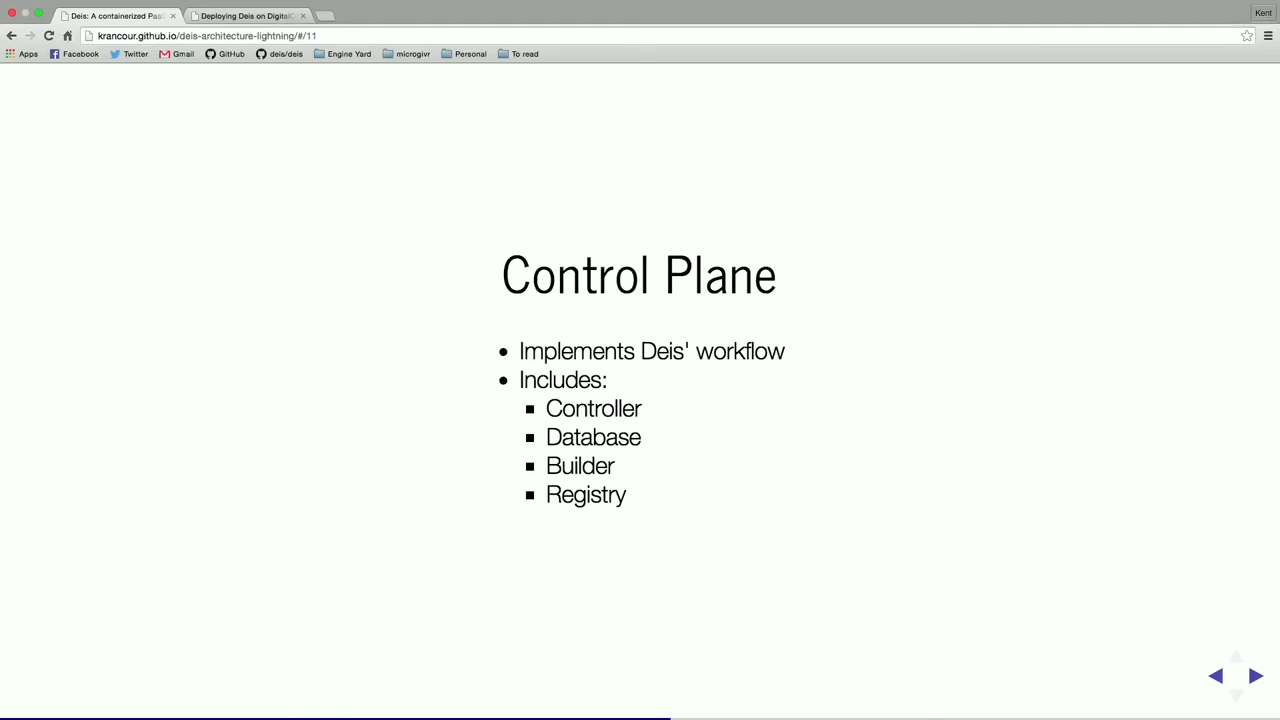 Deis: A containerized Paa
Deploying Deis on Digital
Kent
krancour.github.io/deis-architecture-lightning/#/11
Apps Facebook Twitter Gmail GitHub deis/deis Engine Yard microgivr Personal To read
Control Plane
• Implements Deis' workflow
• Includes:
▪ Controller
▪ Database
▪ Builder
▪ Registry